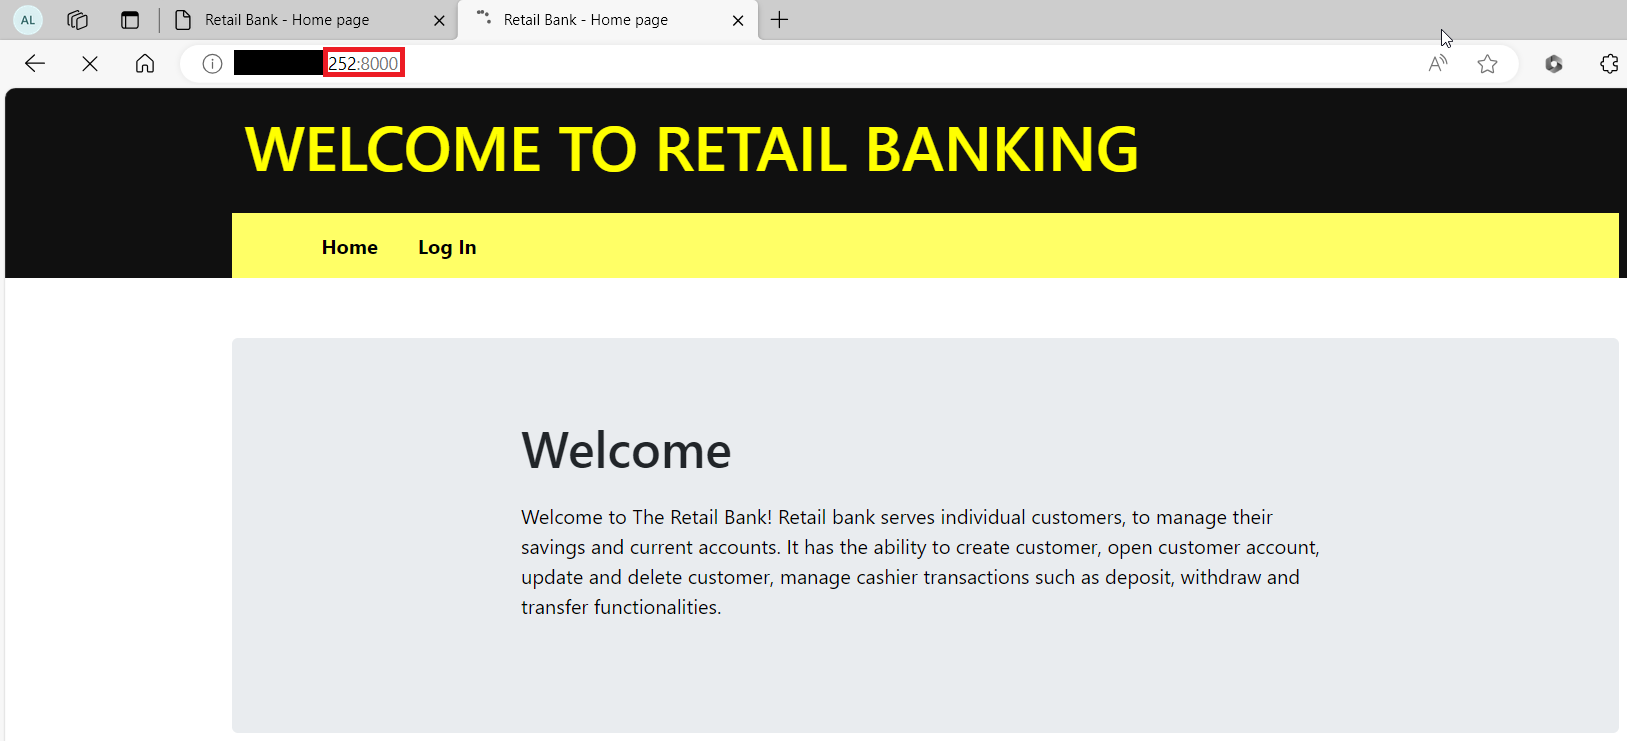 AL
Retail Bank - Home page
Retail Bank - Home page
252:8000
A
WELCOME TO RETAIL BANKING
Home
Log In
Welcome
Welcome to The Retail Bank! Retail bank serves individual customers, to manage their
savings and current accounts. It has the ability to create customer, open customer account,
update and delete customer, manage cashier transactions such as deposit, withdraw and
transfer functionalities.